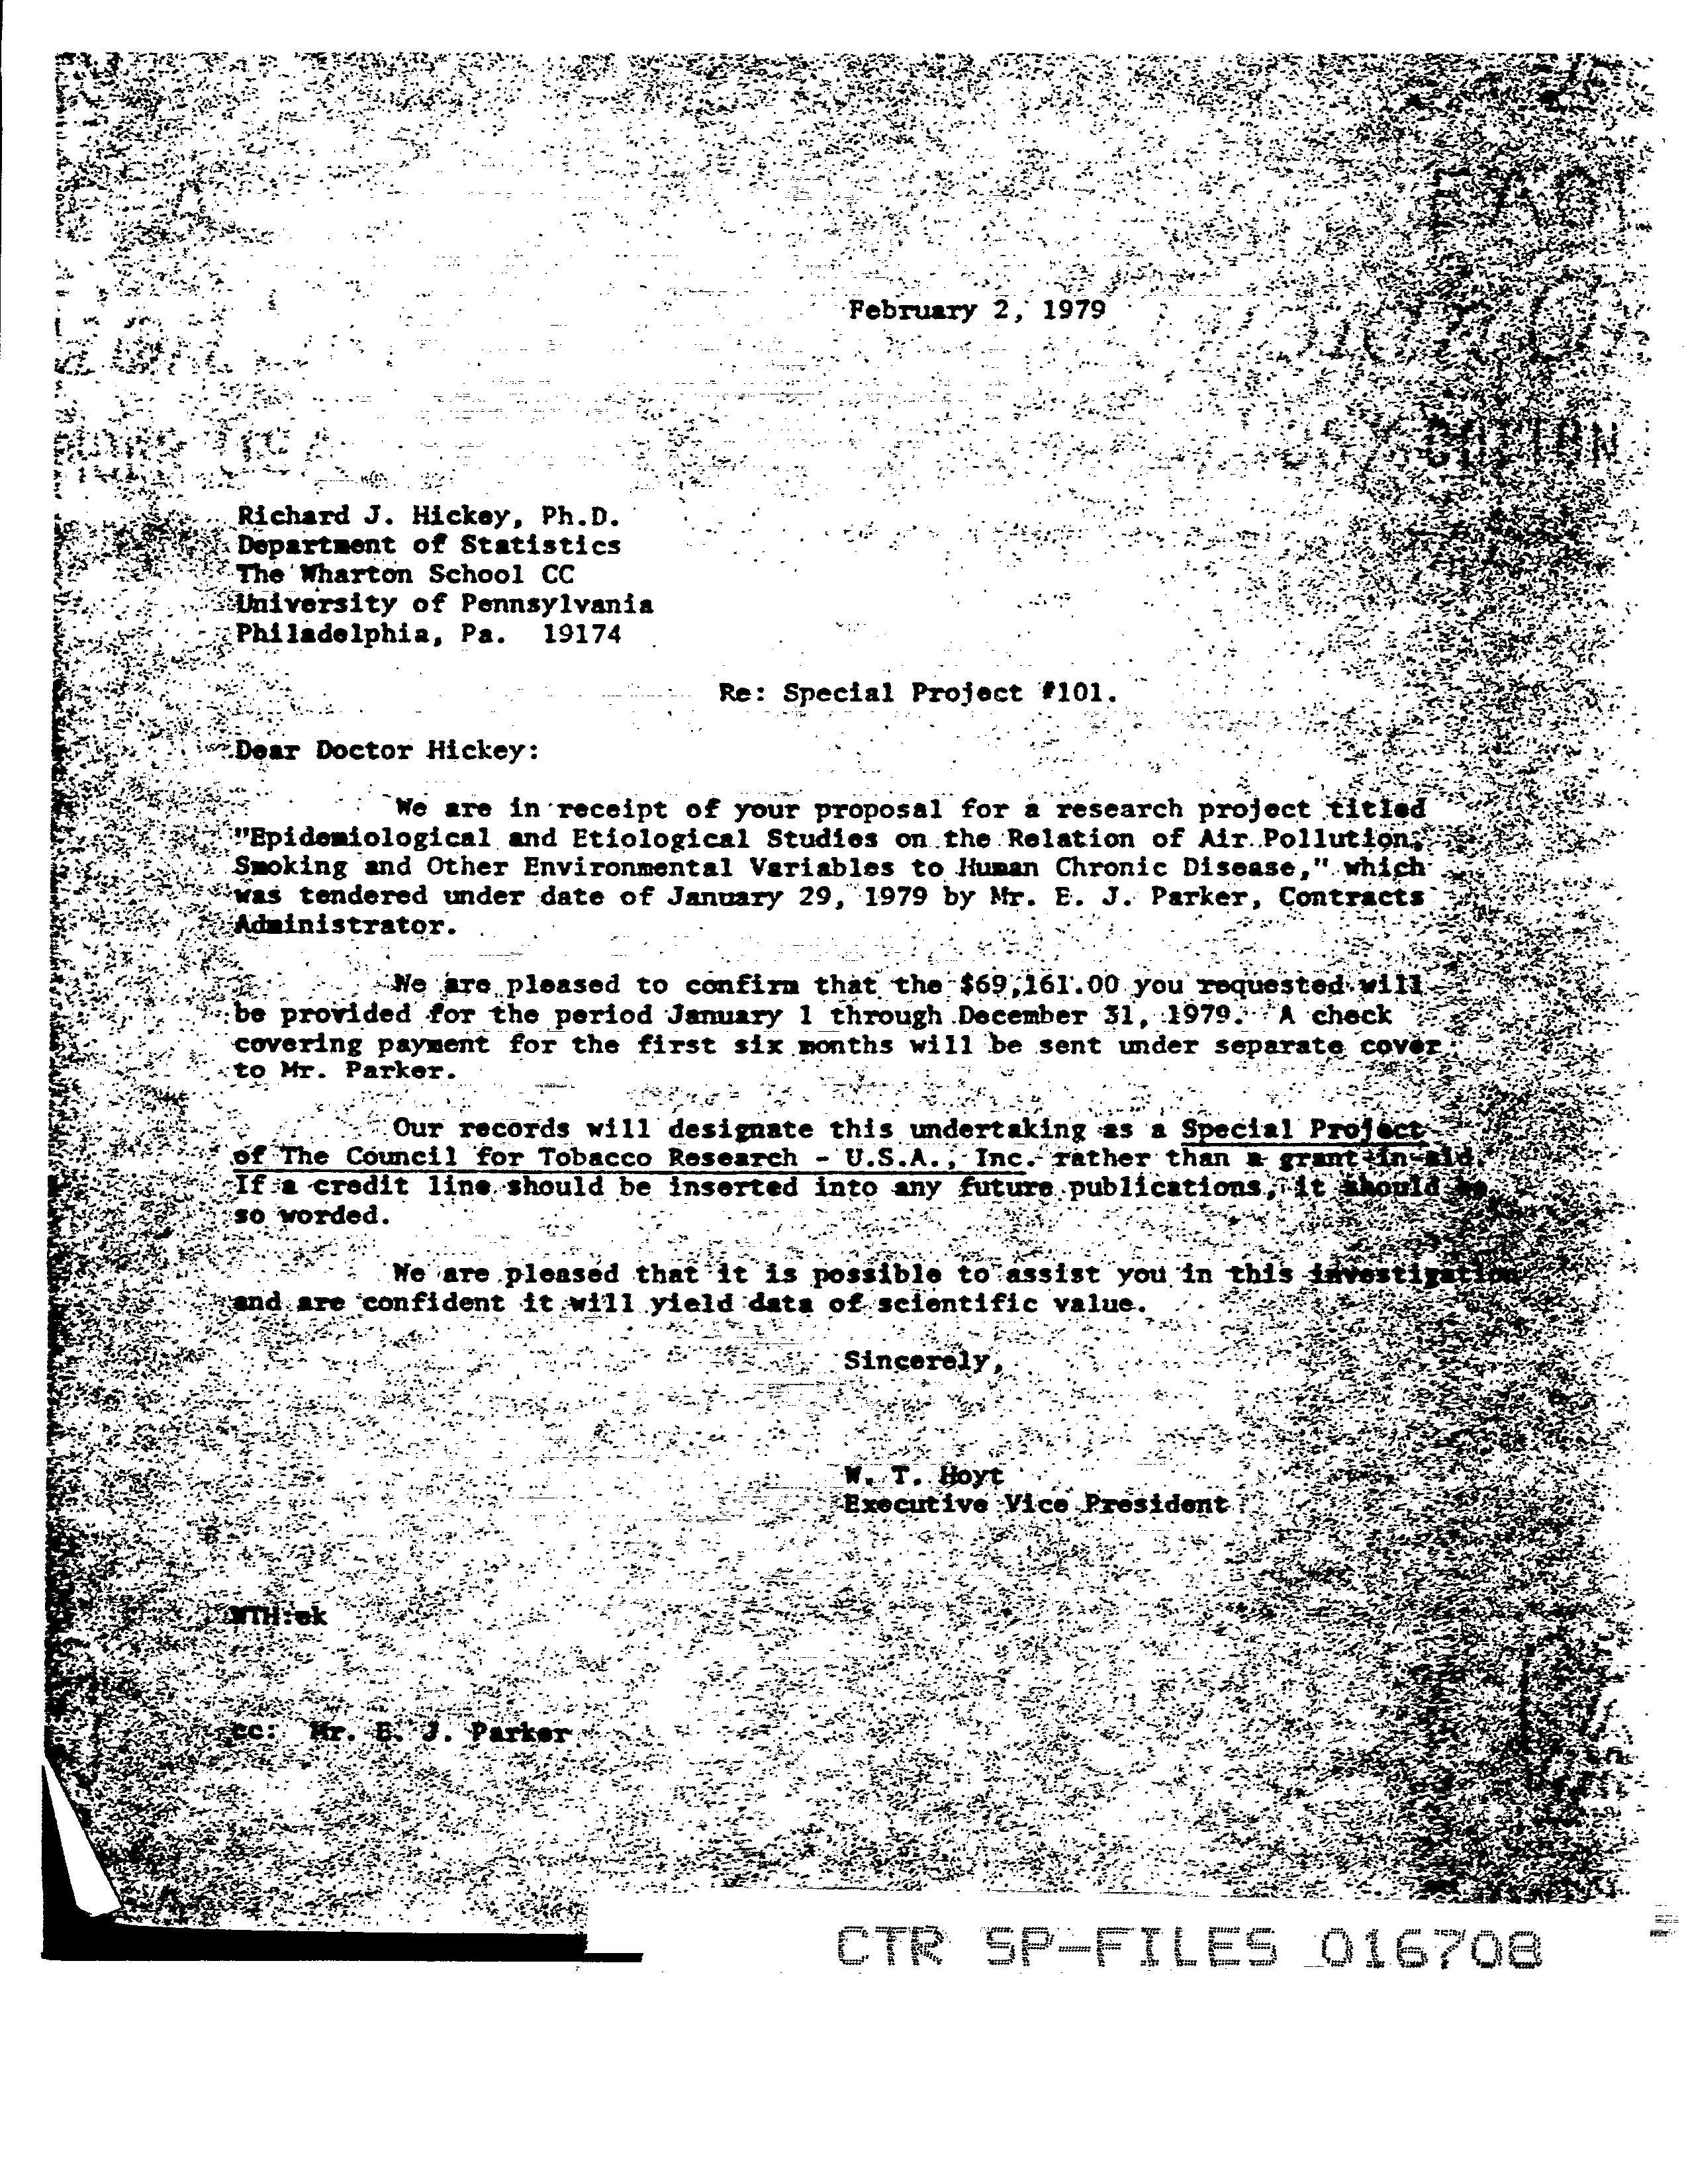 February 2, 1979
Richard J. Hickey, Ph.D.
Department of Statistics
The Wharton School CC
University of Pennsylvania
Philadelphia, Pa. 19174
Re: Special Project #101.
Dear Doctor Hickey:
We are in receipt of your proposal for a research project titled
"Epidemiological and Etiological Studies on the Relation of Air Pollution,
Smoking and Other Environmental Variables to Human Chronic Disease," which
was tendered under date of January 29, 1979 by Mr. E. J. Parker, Contracts
Administrator.
We are pleased to confirm that the $69,161.00 you requested will
be provided for the period January 1 through December 31, 1979. A check
covering payment for the first six months will be sent under separate cover
to Mr. Parker.
Our records will designate this undertaking as a Special Project
of The Council for Tobacco Research - U.S.A., Inc. rather than a grant-in-aid.
If a credit line should be inserted into any future publications, it should be
so worded.
We are pleased that it is possible to assist you in this investigation
and are confident it will yield data of scientific value.
Sincerely,
W. T. Hoyt
Executive Vice President
WTH:ek
cc: Mr. E. J. Parker
CTR SP-FILES 016708